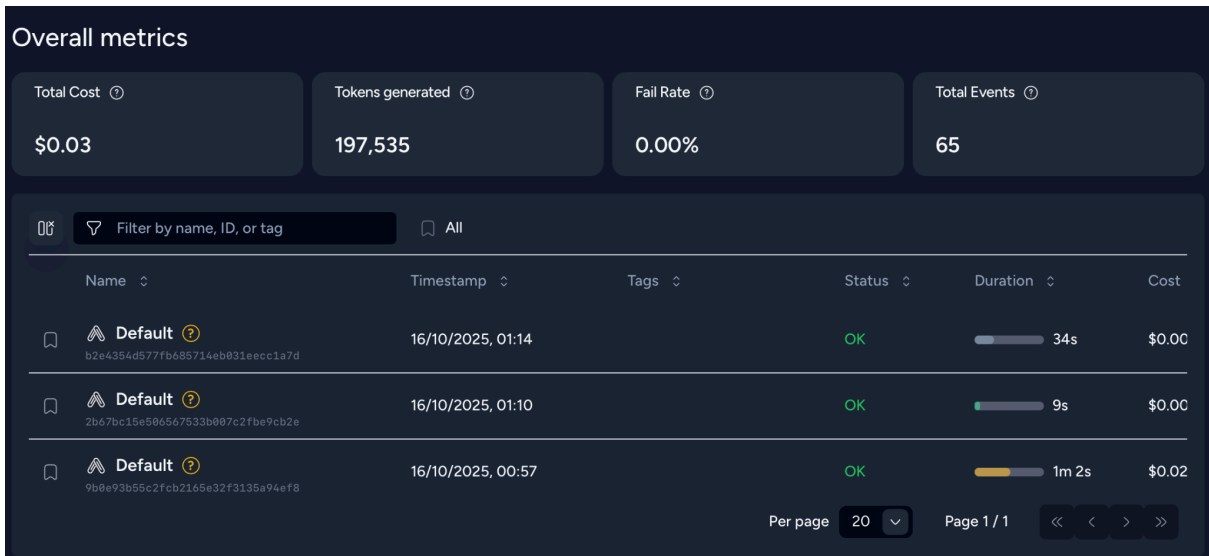 Overall metrics
Total Cost
Tokens generated
Fail Rate
Total Events
$0.03
197,535
0.00%
65
Filter by name, ID, or tag
All
Name
Timestamp
Tags
Status
Duration
Cost
Default
b2e4354d577fb685714eb031eecc1a7d
16/10/2025, 01:14
OK
34s
$0.00
Default
2b67bc15e506567533b007c2fbe9cb2e
16/10/2025, 01:10
OK
9s
$0.00
Default
9b0e93b55c2fcb2165e32f3135a94ef8
16/10/2025, 00:57
OK
1m 2s
$0.02
Per page
20
Page 1 / 1